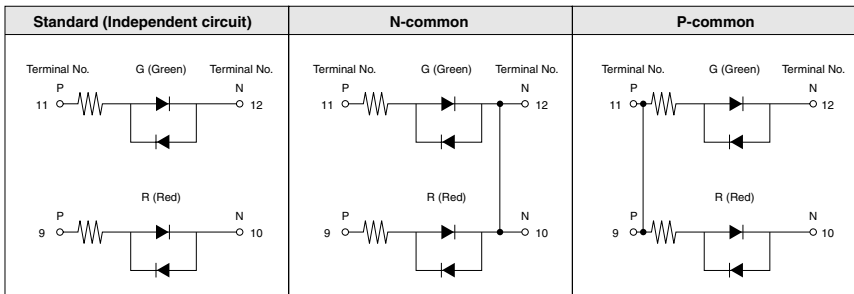 Standard (Independent circuit)
Terminal No. G (Green) Terminal No.
P N
11 12
R (Red)
P N
9 10
N-common
Terminal No. G (Green) Terminal No.
P N
11 12
R (Red)
P N
9 10
P-common
Terminal No. G (Green) Terminal No.
P N
11 12
R (Red)
P N
9 10